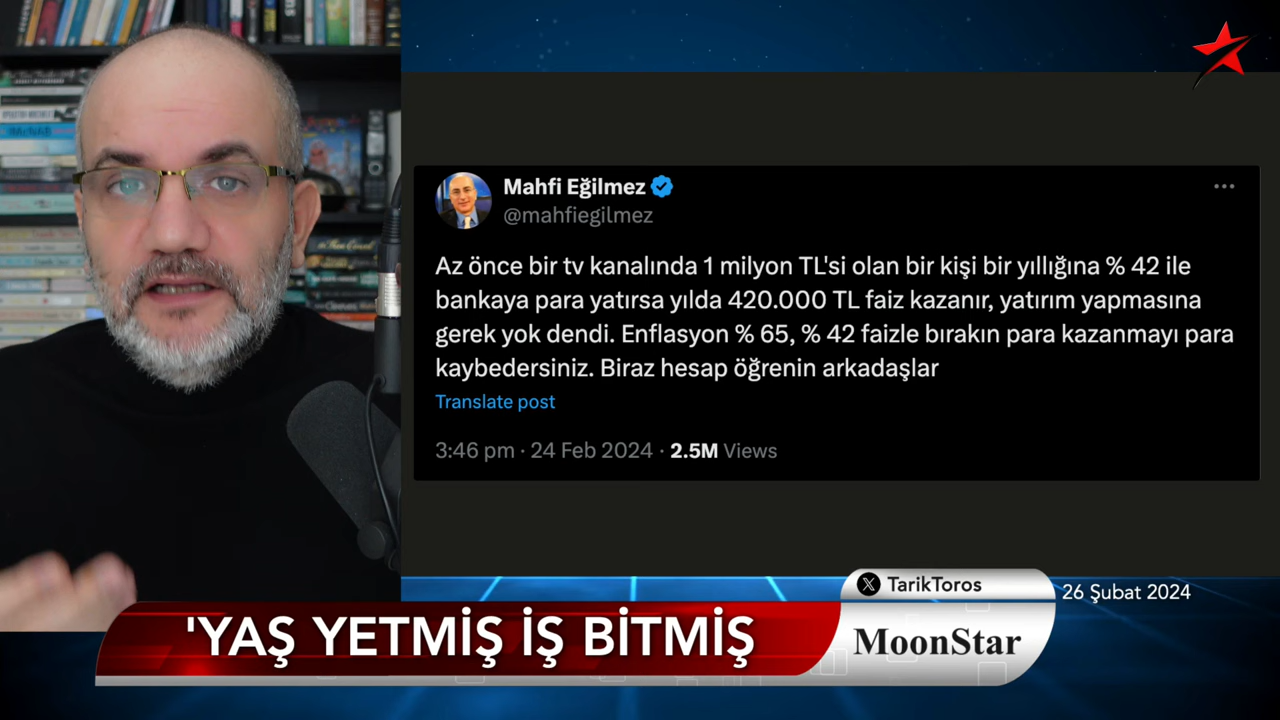 Mahfi Eğilmez
@mahfiegilmez
Az önce bir tv kanalında 1 milyon TL'si olan bir kişi bir yıllığına % 42 ile
bankaya para yatırsa yılda 420.000 TL faiz kazanır, yatırım yapmasına
gerek yok dendi. Enflasyon % 65, % 42 faizle bırakın para kazanmayı para
kaybedersiniz. Biraz hesap öğrenin arkadaşlar
Translate post
3:46 pm · 24 Feb 2024 · 2.5M Views
TarikToros
26 Şubat 2024
'YAŞ YETMİŞ İŞ BİTMİŞ
MoonStar